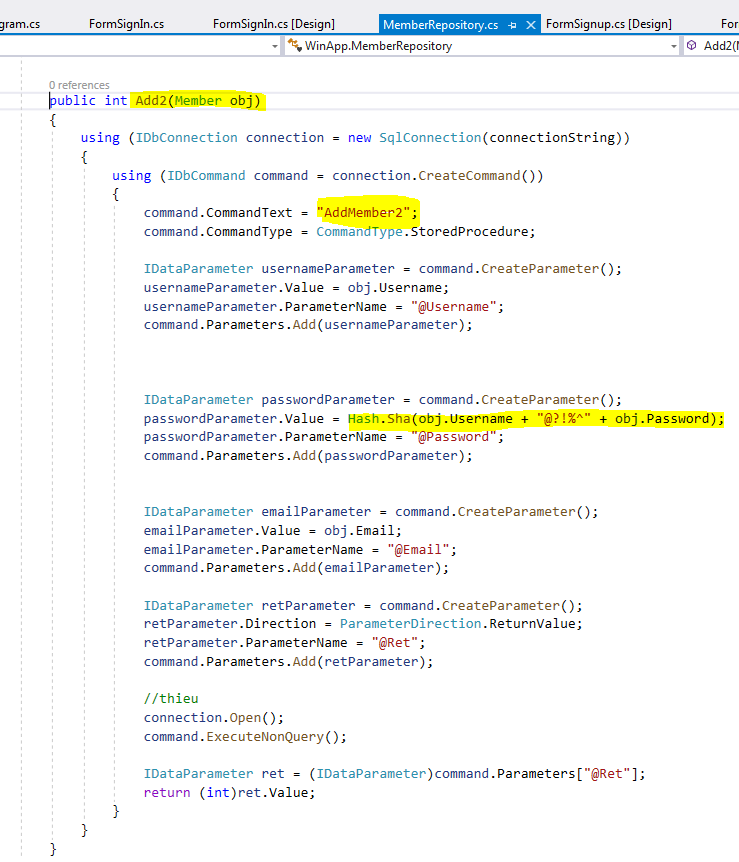 gram.cs FormSignIn.cs FormSignIn.cs [Design] MemberRepository.cs FormSignup.cs [Design] For
WinApp.MemberRepository Add2(M
0 references
public int Add2(Member obj)
{
using (IDbConnection connection = new SqlConnection(connectionString))
{
using (IDbCommand command = connection.CreateCommand())
{
command.CommandText = "AddMember2";
command.CommandType = CommandType.StoredProcedure;
IDataParameter usernameParameter = command.CreateParameter();
usernameParameter.Value = obj.Username;
usernameParameter.ParameterName = "@Username";
command.Parameters.Add(usernameParameter);
IDataParameter passwordParameter = command.CreateParameter();
passwordParameter.Value = Hash.Sha(obj.Username + "@?!%^" + obj.Password);
passwordParameter.ParameterName = "@Password";
command.Parameters.Add(passwordParameter);
IDataParameter emailParameter = command.CreateParameter();
emailParameter.Value = obj.Email;
emailParameter.ParameterName = "@Email";
command.Parameters.Add(emailParameter);
IDataParameter retParameter = command.CreateParameter();
retParameter.Direction = ParameterDirection.ReturnValue;
retParameter.ParameterName = "@Ret";
command.Parameters.Add(retParameter);
//thieu
connection.Open();
command.ExecuteNonQuery();
IDataParameter ret = (IDataParameter)command.Parameters["@Ret"];
return (int)ret.Value;
}
}
}